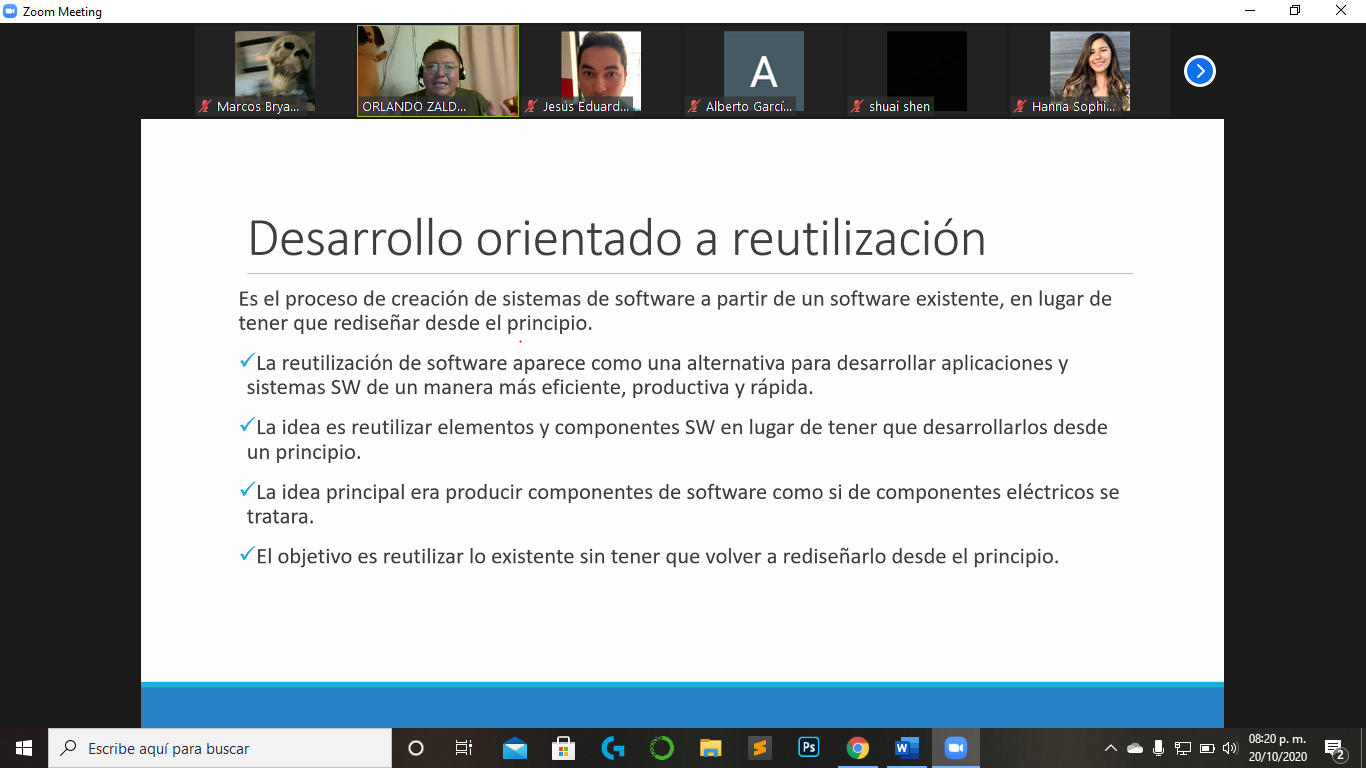 Zoom Meeting
Marcos Brya...
ORLANDO ZALD...
Jesús Eduard...
A
Alberto Garcí...
shuai shen
Hanna Sophi...
Desarrollo orientado a reutilización
Es el proceso de creación de sistemas de software a partir de un software existente, en lugar de
tener que rediseñar desde el principio.
✓La reutilización de software aparece como una alternativa para desarrollar aplicaciones y
sistemas SW de un manera más eficiente, productiva y rápida.
✓La idea es reutilizar elementos y componentes SW en lugar de tener que desarrollarlos desde
un principio.
✓La idea principal era producir componentes de software como si de componentes eléctricos se
tratara.
✓El objetivo es reutilizar lo existente sin tener que volver a rediseñarlo desde el principio.
Escribe aquí para buscar
Ps
W
08:20 p. m.
20/10/2020
2